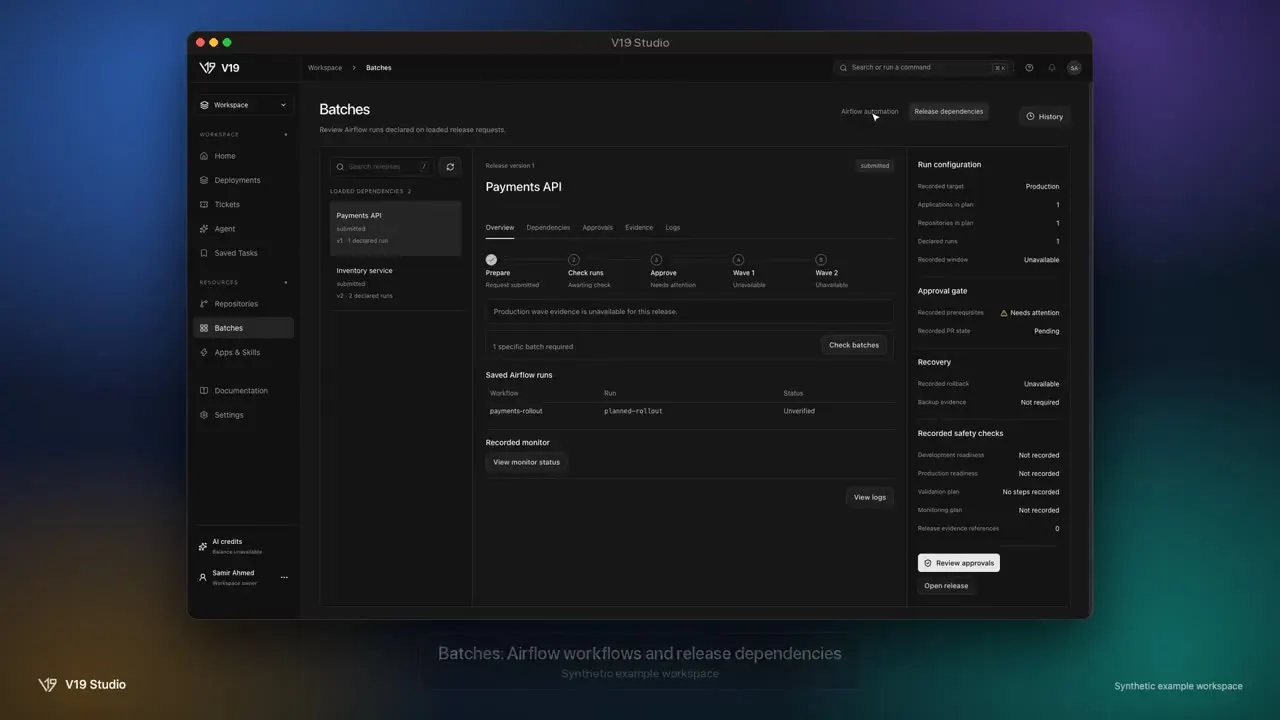 V19 Studio
V19
Workspace > Batches
Search or run a command ⌘K
SA
Workspace
WORKSPACE
Home
Deployments
Tickets
Agent
Saved Tasks
RESOURCES
Repositories
Batches
Apps & Skills
Documentation
Settings
AI credits
Balance unavailable
Samir Ahmed
Workspace owner
Batches
Review Airflow runs declared on loaded release requests.
Airflow automation
Release dependencies
History
Search releases /
LOADED DEPENDENCIES 2
Payments API
submitted
v1 · 1 declared run
Inventory service
submitted
v2 · 2 declared runs
Release version 1
submitted
Payments API
Overview Dependencies Approvals Evidence Logs
2 3 4 5
Prepare Check runs Approve Wave 1 Wave 2
Request submitted Awaiting check Needs attention Unavailable Unavailable
Production wave evidence is unavailable for this release.
1 specific batch required
Check batches
Saved Airflow runs
Workflow Run Status
payments-rollout planned-rollout Unverified
Recorded monitor
View monitor status
View logs
Run configuration
Recorded target Production
Applications in plan 1
Repositories in plan 1
Declared runs 1
Recorded window Unavailable
Approval gate
Recorded prerequisites Needs attention
Recorded PR state Pending
Recovery
Recorded rollback Unavailable
Backup evidence Not required
Recorded safety checks
Development readiness Not recorded
Production readiness Not recorded
Validation plan No steps recorded
Monitoring plan Not recorded
Release evidence references 0
Review approvals
Open release
Batches. Airflow workflows and release dependencies
Synthetic example workspace
V19 Studio
Synthetic example workspace